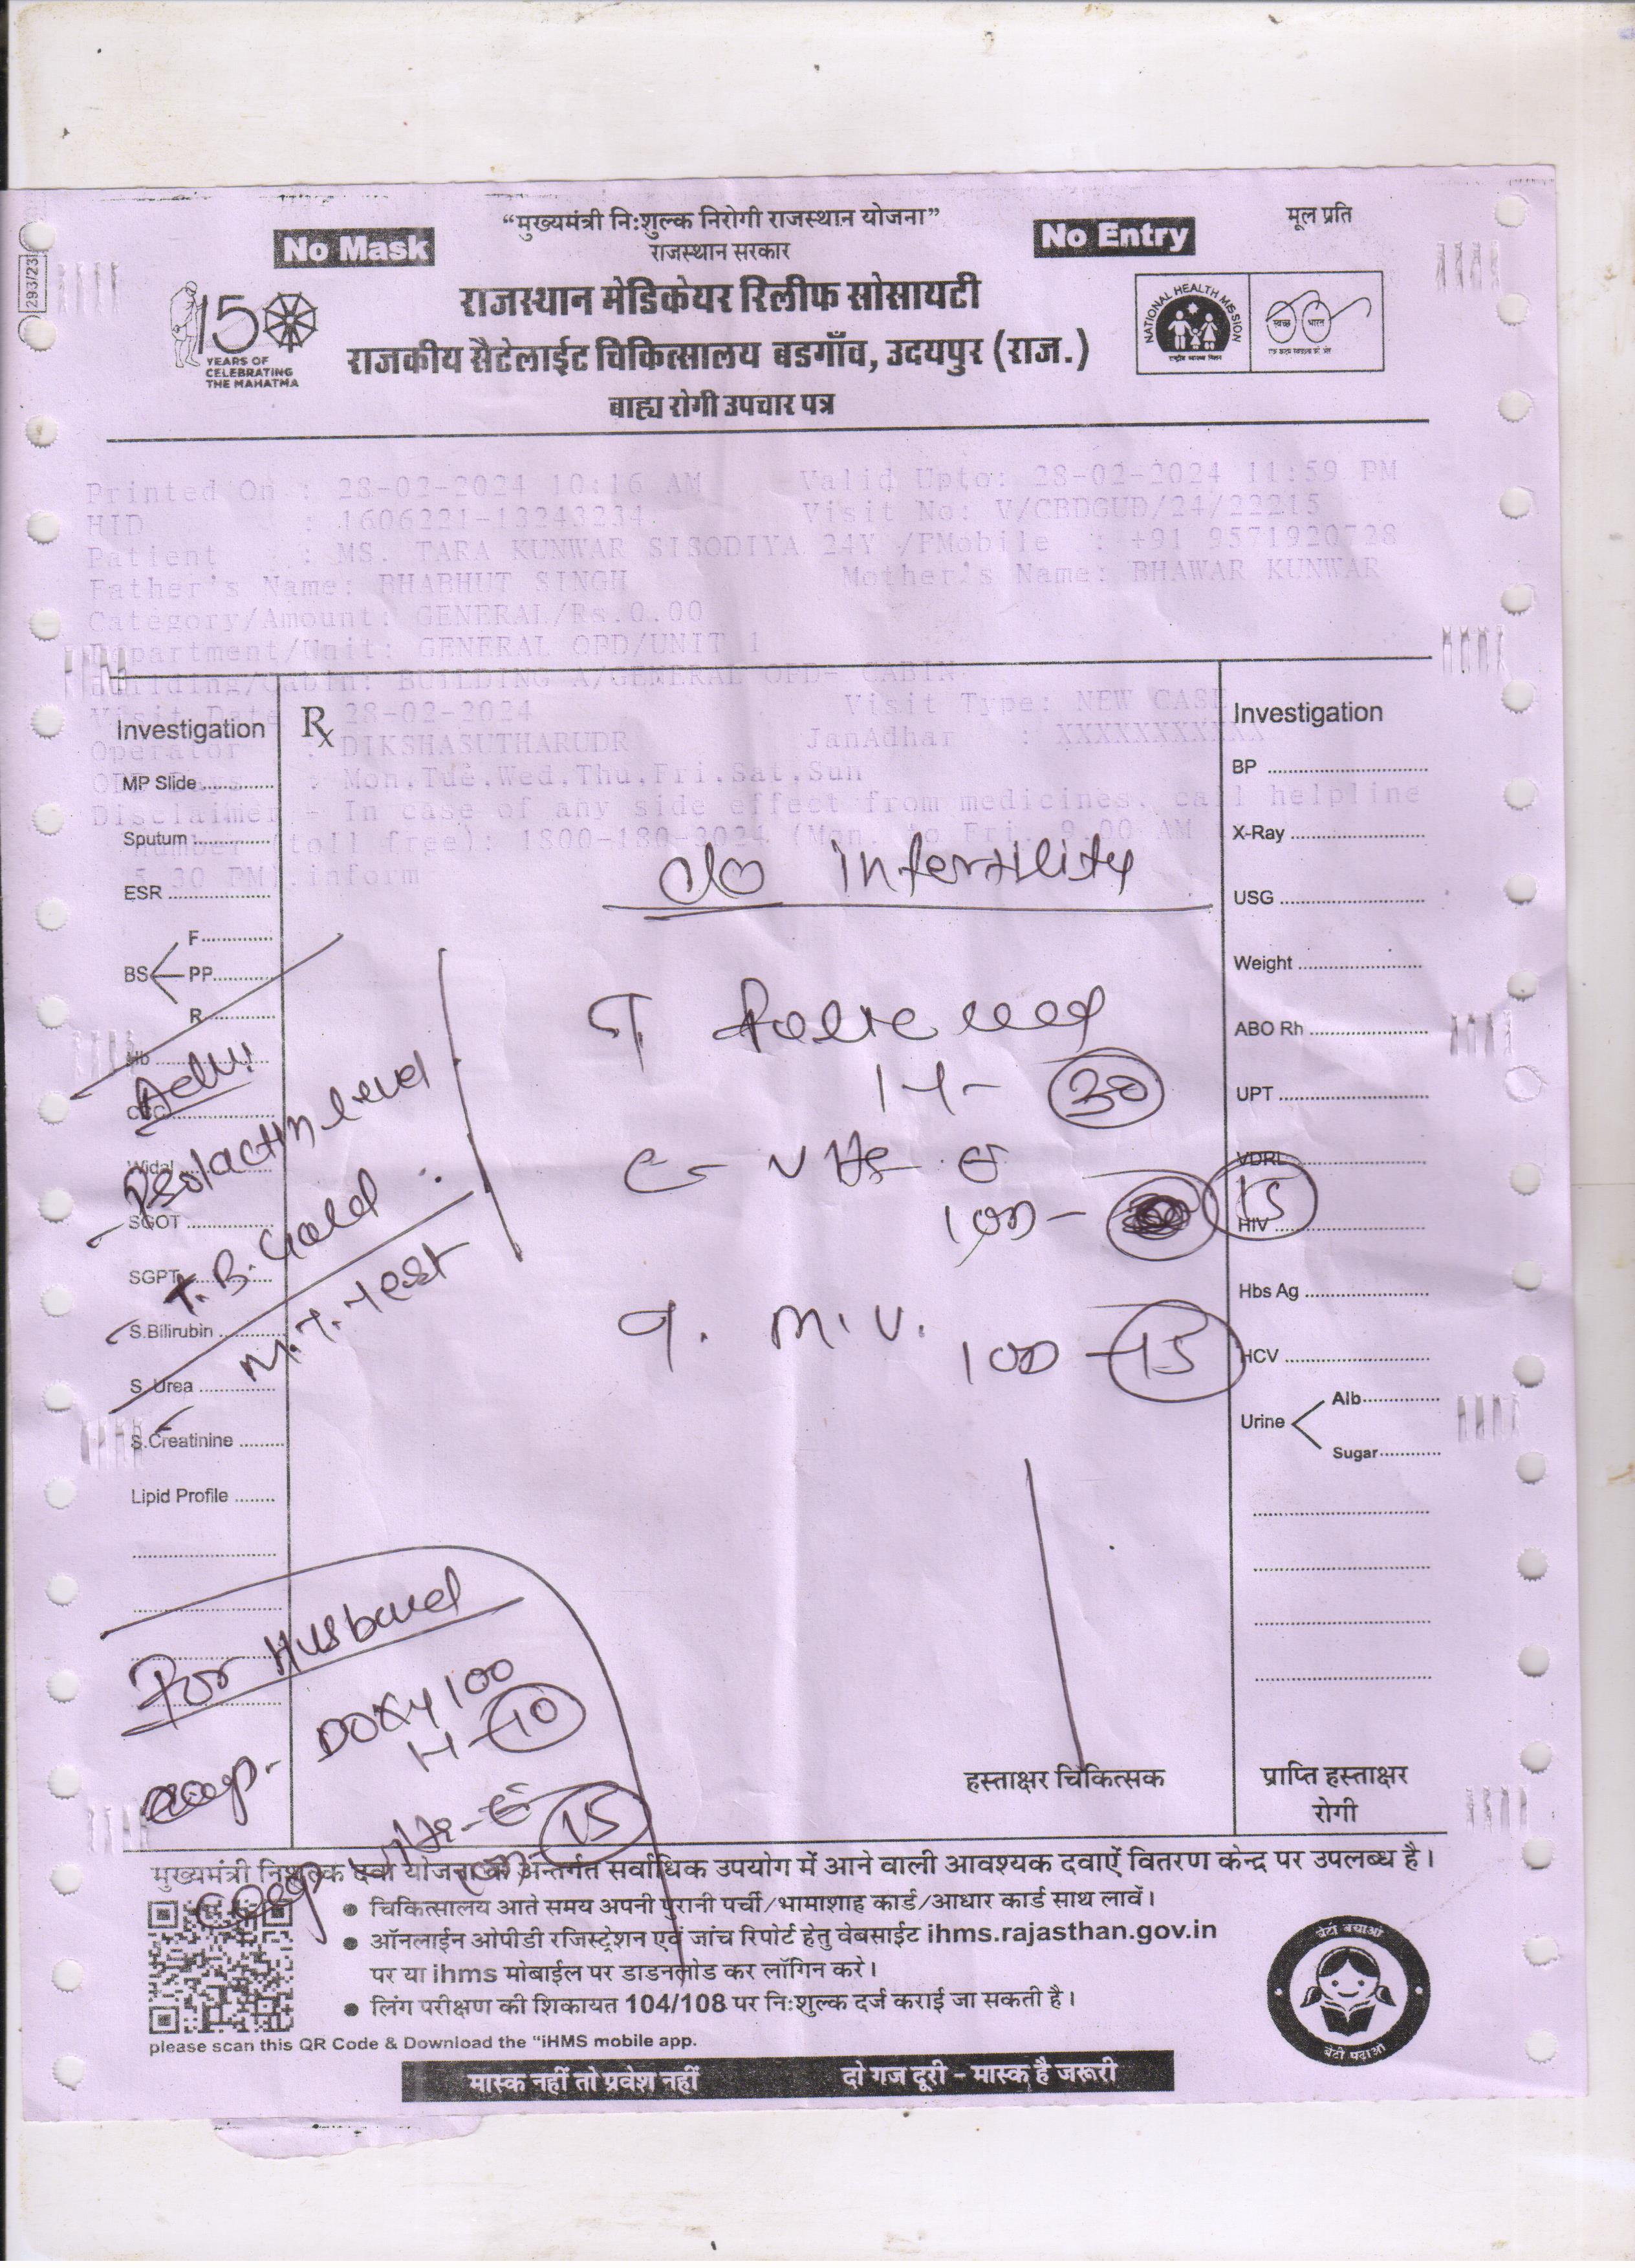 293/23
No Mask
“मुख्यमंत्री निःशुल्क निरोगी राजस्थान योजना”
No Entry
मूल प्रति
राजस्थान सरकार
राजस्थान मेडिकेयर रिलीफ सोसायटी
राजकीय सैटेलाईट चिकित्सालय बडगाँव, उदयपुर (राज.)
बाह्य रोगी उपचार पत्र
150
YEARS OF
CELEBRATING
THE MAHATMA
NATIONAL HEALTH MISSION
स्वच्छ भारत
Printed On : 28-02-2024 10:16 AM Valid Upto: 28-02-2024 11:59 PM
HID : 1606221-13243234 Visit No: V/CBDGUD/24/22215
Patient : MS. TARA KUNWAR SISODIYA 24Y /FMobile : +91 9571920728
Father's Name: BHABHUT SINGH Mother's Name: BHAWAR KUNWAR
Category/Amount: GENERAL/Rs.0.00
Department/Unit: GENERAL OPD/UNIT 1
Building/Cabin: BUILDING A/GENERAL OPD- CABIN
Visit Date 28-02-2024 Visit Type: NEW CASE
Operator : DIKSHASUTHARUDR JanAdhar : XXXXXXXXXXX
OPD Days : Mon,Tue,Wed,Thu,Fri,Sat,Sun
Disclaimer - In case of any side effect from medicines, call helpline
number (toll free): 1800-180-2024 (Mon. to Fri. 9.00 AM
5.30 PM).inform
Investigation
Rx
MP Slide
Sputum
ESR
BS F
PP
R
Hb
CBC
Widal
SGOT
SGPT
S.Bilirubin
S.Urea
S.Creatinine
Lipid Profile
Adv
Prolactin level
T.B. Gold
M.T. Test
c/o Infertility
T
1-1- 30
100- 15
T. M.V.
100 - 15
For Husband
Cap. DOXY 100
1-1- 10
15
Investigation
BP
X-Ray
USG
Weight
ABO Rh
UPT
VDRL
HIV
Hbs Ag
HCV
Urine Alb
Sugar
हस्ताक्षर चिकित्सक
प्राप्ति हस्ताक्षर
रोगी
मुख्यमंत्री निशुल्क दवा योजना के अन्तर्गत सर्वाधिक उपयोग में आने वाली आवश्यक दवाऐं वितरण केन्द्र पर उपलब्ध है।
● चिकित्सालय आते समय अपनी पुरानी पर्ची/भामाशाह कार्ड/आधार कार्ड साथ लावें।
● ऑनलाईन ओपीडी रजिस्ट्रेशन एवं जांच रिपोर्ट हेतु वेबसाईट ihms.rajasthan.gov.in
पर या ihms मोबाईल पर डाडनलोड कर लॉगिन करे।
● लिंग परीक्षण की शिकायत 104/108 पर निःशुल्क दर्ज कराई जा सकती है।
please scan this QR Code & Download the "iHMS mobile app.
बेटी बचाओ
बेटी पढ़ाओ
मास्क नहीं तो प्रवेश नहीं दो गज दूरी – मास्क है जरूरी